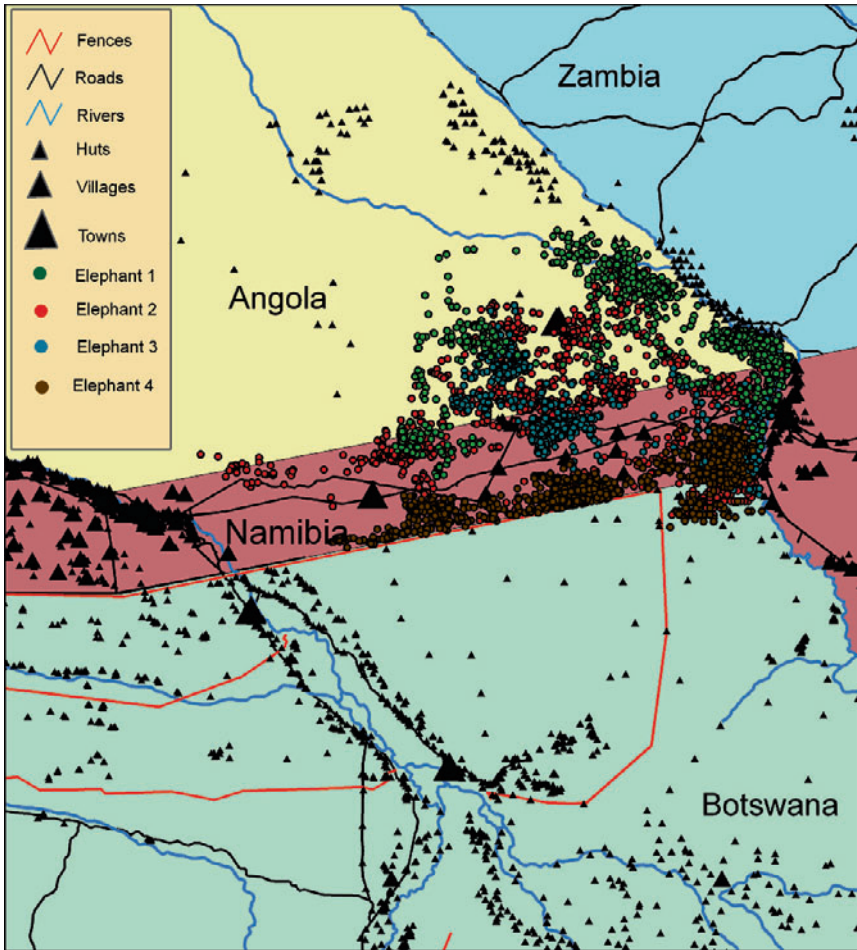 Fences
Roads
Rivers
Huts
Villages
Towns
Elephant 1
Elephant 2
Elephant 3
Elephant 4
Zambia
Angola
Namibia
Botswana